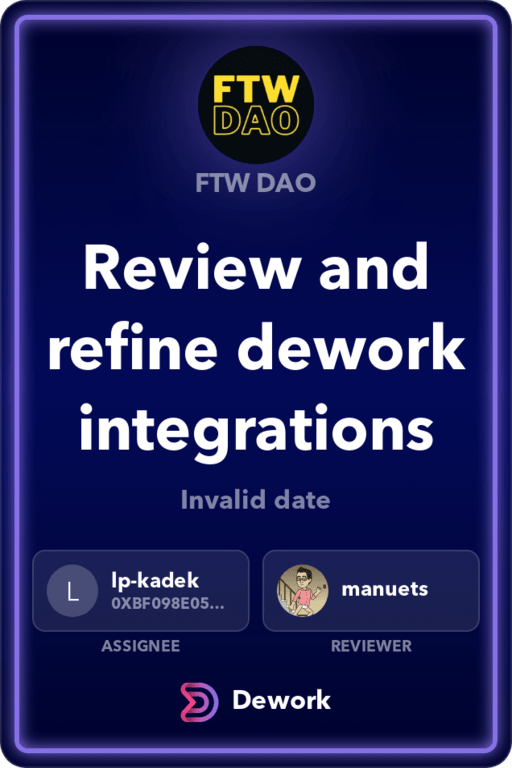 FTW
DAO
FTW DAO
Review and
refine dework
integrations
Invalid date
L
lp-kadek
0XBF098E05...
manuets
ASSIGNEE
REVIEWER
Dework